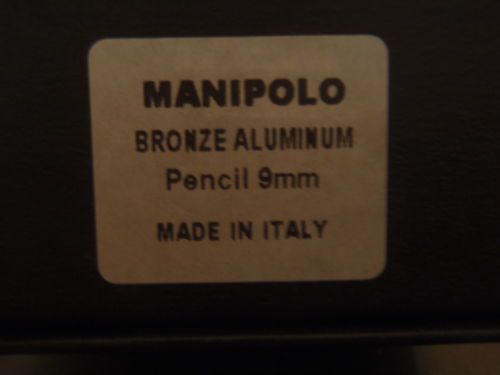 MANIPOLO
BRONZE ALUMINUM
Pencil 9mm
MADE IN ITALY